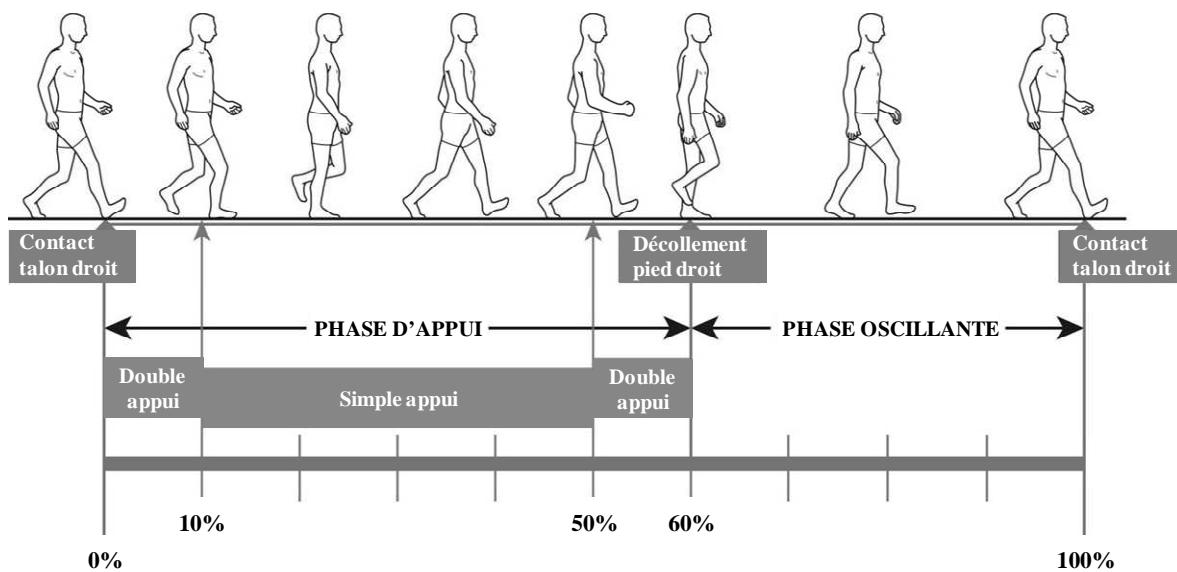 Contact
talon droit
Décollement
pied droit
Contact
talon droit
PHASE D'APPUI
PHASE OSCILLANTE
Double
appui
Simple appui
Double
appui
10%
50%
60%
0%
100%